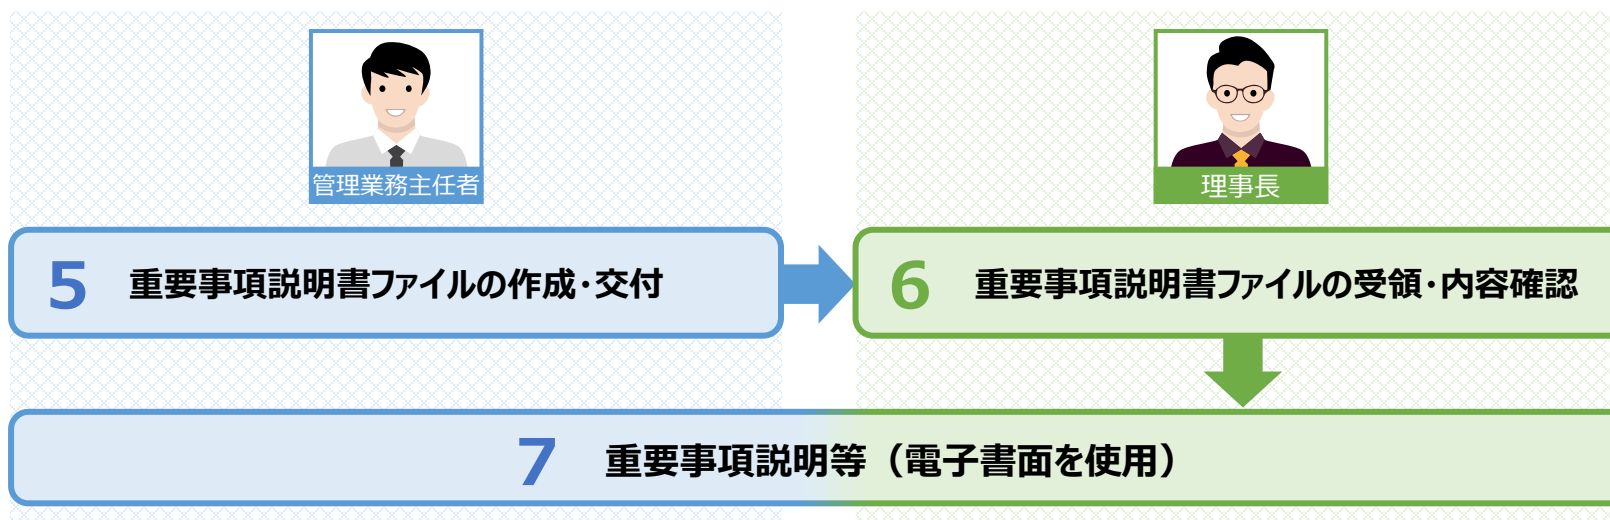 管理業務主任者
理事長
5 重要事項説明書ファイルの作成・交付
6 重要事項説明書ファイルの受領・内容確認
7 重要事項説明等（電子書面を使用）